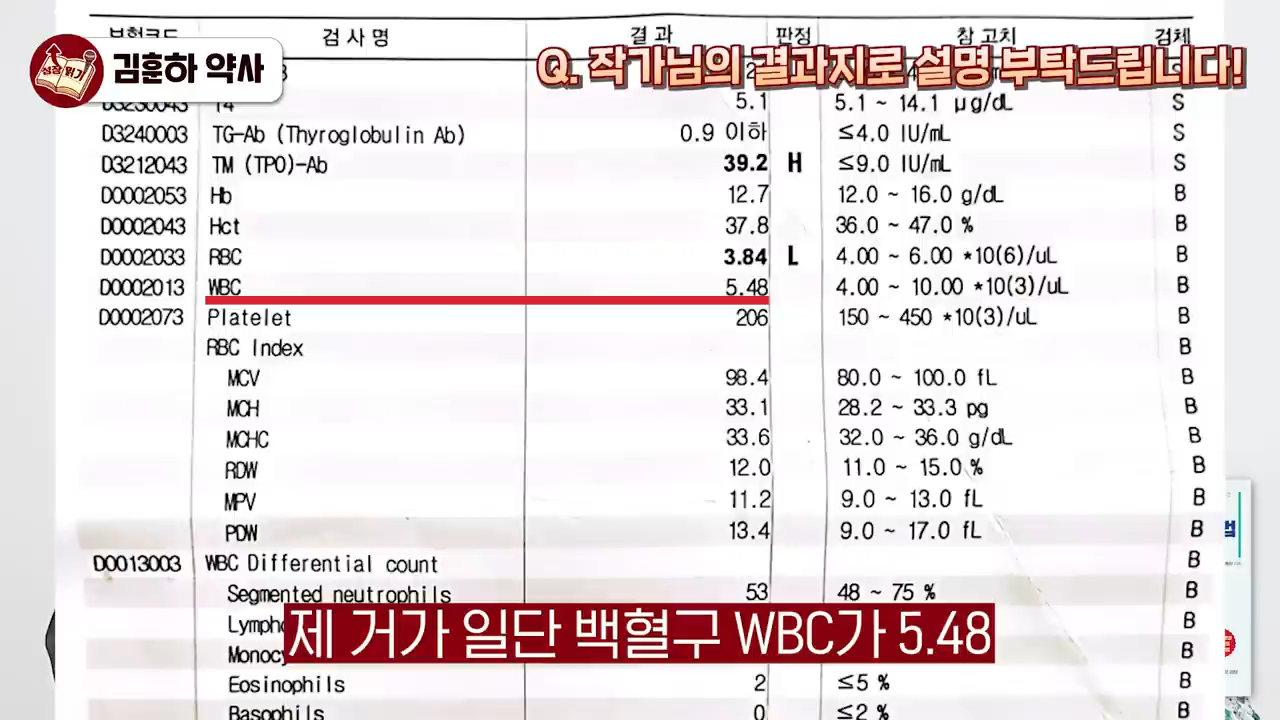 보험코드 검 사 명 결 과 판정 참 고치 검체
성장 읽기
김훈하 약사
Q. 작가님의 결과지로 설명 부탁드립니다!
D3230043 T4 5.1 5.1 ~ 14.1 μg/dL S
D3240003 TG-Ab (Thyroglobulin Ab) 0.9 이하 ≤4.0 IU/mL S
D3212043 TM (TPO)-Ab 39.2 H ≤9.0 IU/mL S
D0002053 Hb 12.7 12.0 ~ 16.0 g/dL B
D0002043 Hct 37.8 36.0 ~ 47.0 % B
D0002033 RBC 3.84 L 4.00 ~ 6.00 *10(6)/uL B
D0002013 WBC 5.48 4.00 ~ 10.00 *10(3)/uL B
D0002073 Platelet 206 150 ~ 450 *10(3)/uL B
RBC Index B
MCV 98.4 80.0 ~ 100.0 fL B
MCH 33.1 28.2 ~ 33.3 pg B
MCHC 33.6 32.0 ~ 36.0 g/dL B
RDW 12.0 11.0 ~ 15.0 % B
MPV 11.2 9.0 ~ 13.0 fL B
PDW 13.4 9.0 ~ 17.0 fL B
D0013003 WBC Differential count B
Segmented neutrophils 53 48 ~ 75 % B
B
B
제 거가 일단 백혈구 WBC가 5.48
Eosinophils 2 ≤5 % B
Basophils 0 ≤2 % B
법